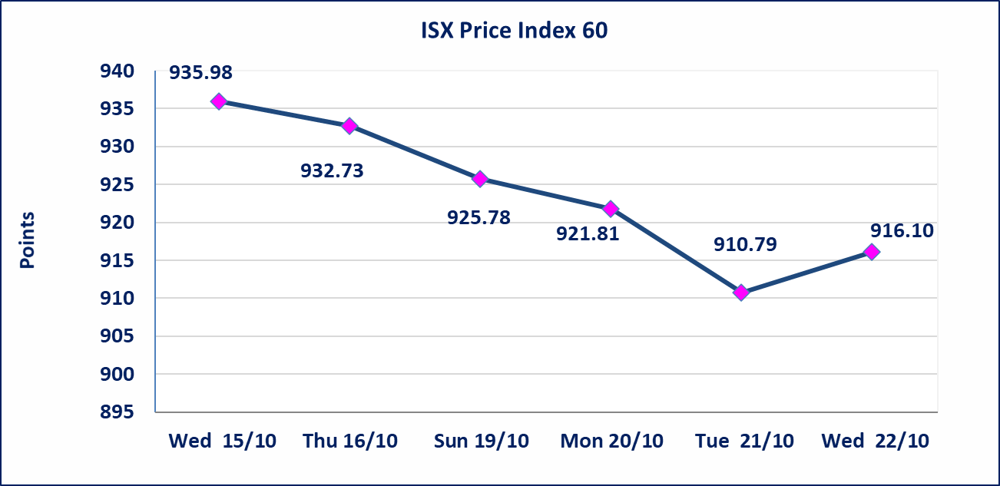 ISX Price Index 60
Points
940
935
930
925
920
915
910
905
900
895
935.98
932.73
925.78
921.81
910.79
916.10
Wed  15/10
Thu 16/10
Sun 19/10
Mon 20/10
Tue  21/10
Wed  22/10